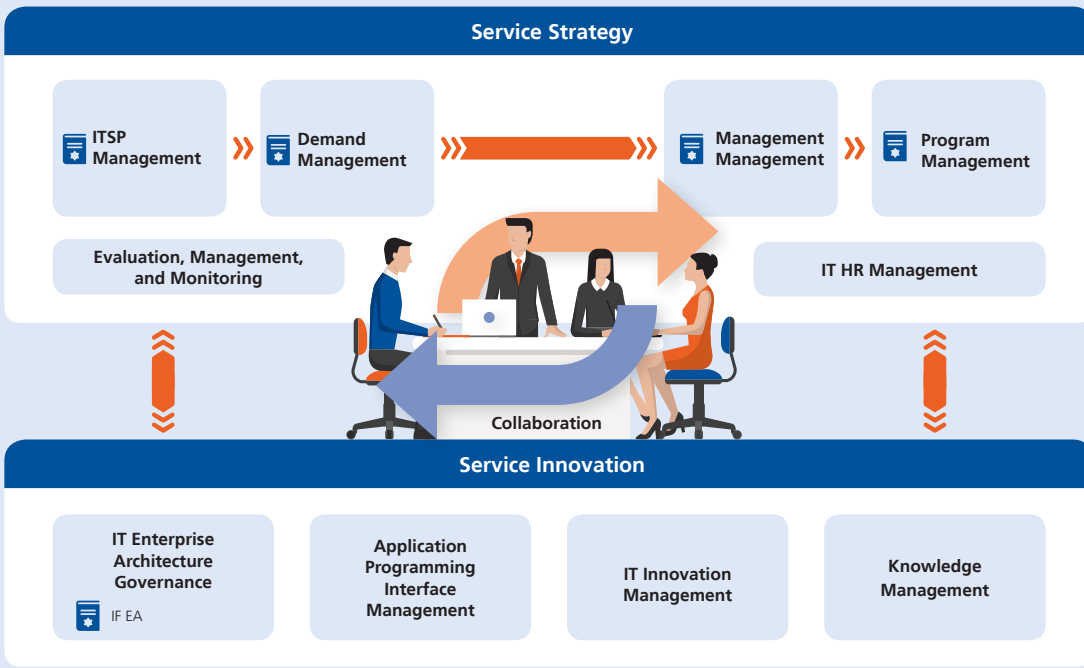 Service Strategy
ITSP
Management
Demand
Management
Management
Management
Program
Management
Evaluation, Management,
and Monitoring
IT HR Management
Collaboration
Service Innovation
IT Enterprise
Architecture
Governance
IF EA
Application
Programming
Interface
Management
IT Innovation
Management
Knowledge
Management